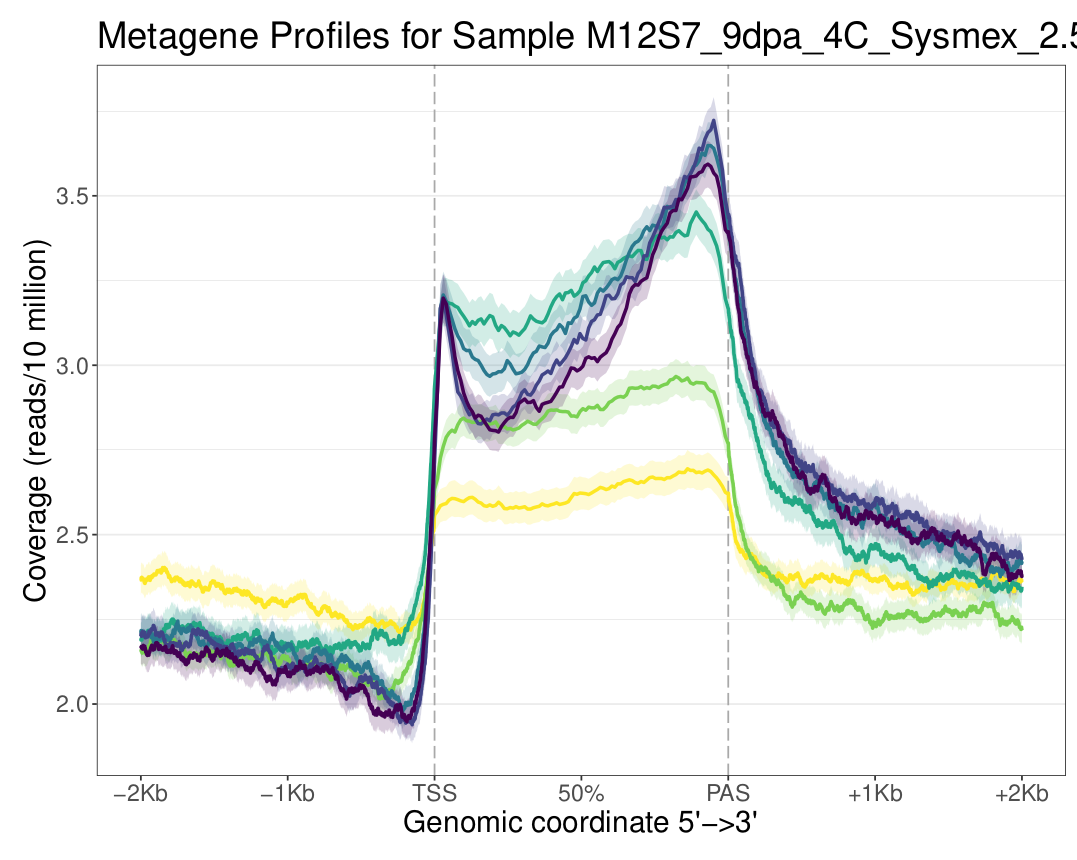 Metagene Profiles for Sample M12S7_9dpa_4C_Sysmex_2.5
Coverage (reads/10 million)
3.5
3.0
2.5
2.0
−2Kb −1Kb TSS 50% PAS +1Kb +2Kb
Genomic coordinate 5'−>3'